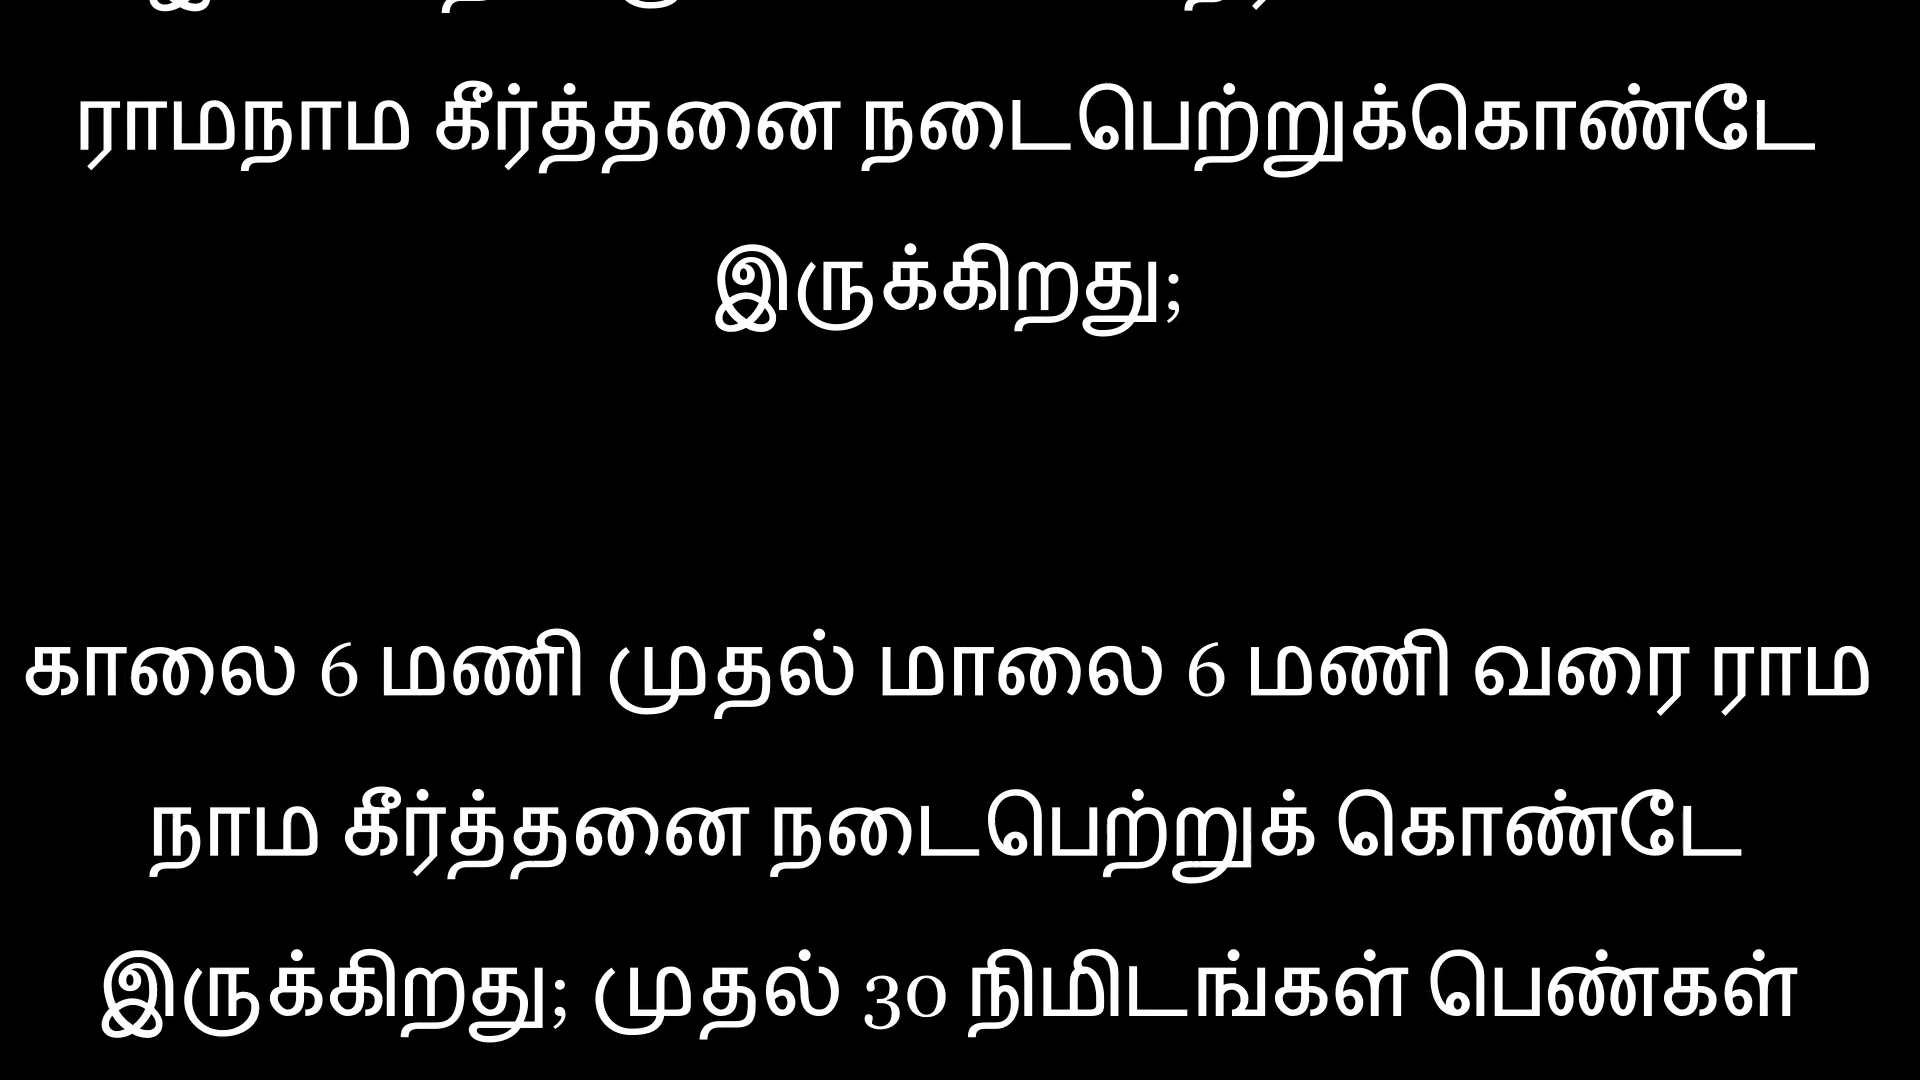 ராமநாம கீர்த்தனை நடைபெற்றுக்கொண்டே
இருக்கிறது;
காலை 6 மணி முதல் மாலை 6 மணி வரை ராம
நாம கீர்த்தனை நடைபெற்றுக் கொண்டே
இருக்கிறது; முதல் 30 நிமிடங்கள் பெண்கள்